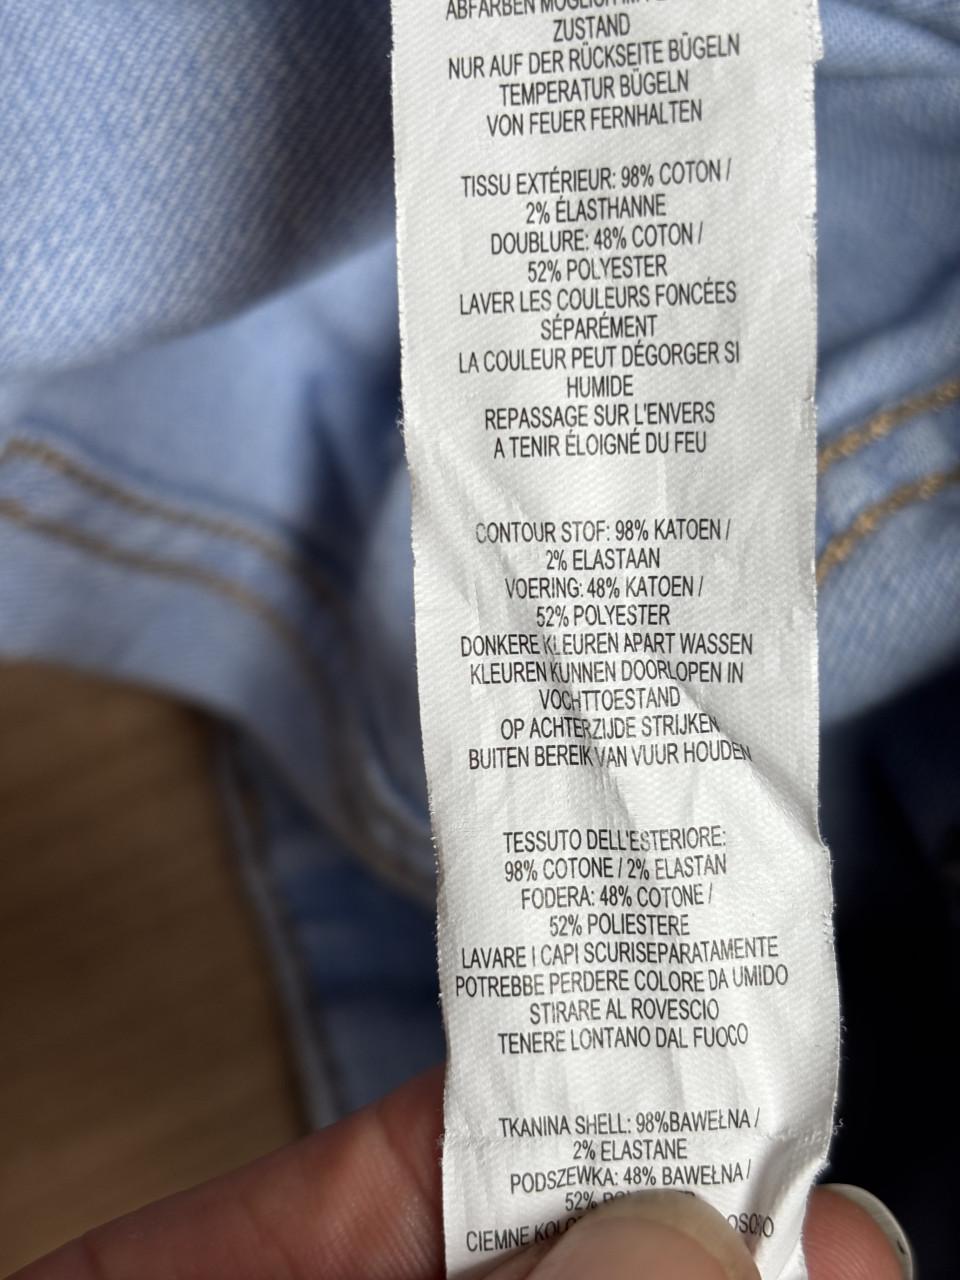 ABFARBEN MÖGLICH IM
ZUSTAND
NUR AUF DER RÜCKSEITE BÜGELN
TEMPERATUR BÜGELN
VON FEUER FERNHALTEN
TISSU EXTÉRIEUR: 98% COTON /
2% ÉLASTHANNE
DOUBLURE: 48% COTON /
52% POLYESTER
LAVER LES COULEURS FONCÉES
SÉPARÉMENT
LA COULEUR PEUT DÉGORGER SI
HUMIDE
REPASSAGE SUR L'ENVERS
A TENIR ÉLOIGNÉ DU FEU
CONTOUR STOF: 98% KATOEN /
2% ELASTAAN
VOERING: 48% KATOEN /
52% POLYESTER
DONKERE KLEUREN APART WASSEN
KLEUREN KUNNEN DOORLOPEN IN
VOCHTTOESTAND
OP ACHTERZIJDE STRIJKEN
BUITEN BEREIK VAN VUUR HOUDEN
TESSUTO DELL'ESTERIORE:
98% COTONE / 2% ELASTAN
FODERA: 48% COTONE /
52% POLIESTERE
LAVARE I CAPI SCURISEPARATAMENTE
POTREBBE PERDERE COLORE DA UMIDO
STIRARE AL ROVESCIO
TENERE LONTANO DAL FUOCO
TKANINA SHELL: 98%BAWEŁNA /
2% ELASTANE
PODSZEWKA: 48% BAWEŁNA /
52%
CIEMNE